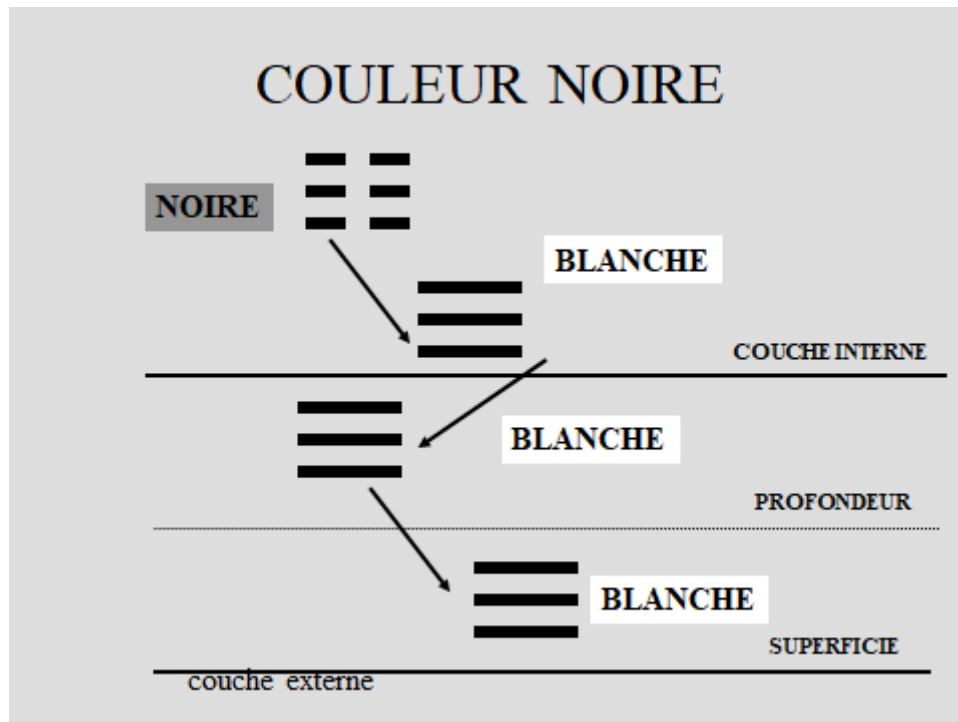 COULEUR NOIRE
NOIRE
BLANCHE
COUCHE INTERNE
BLANCHE
PROFONDEUR
BLANCHE
SUPERFICIE
couche externe